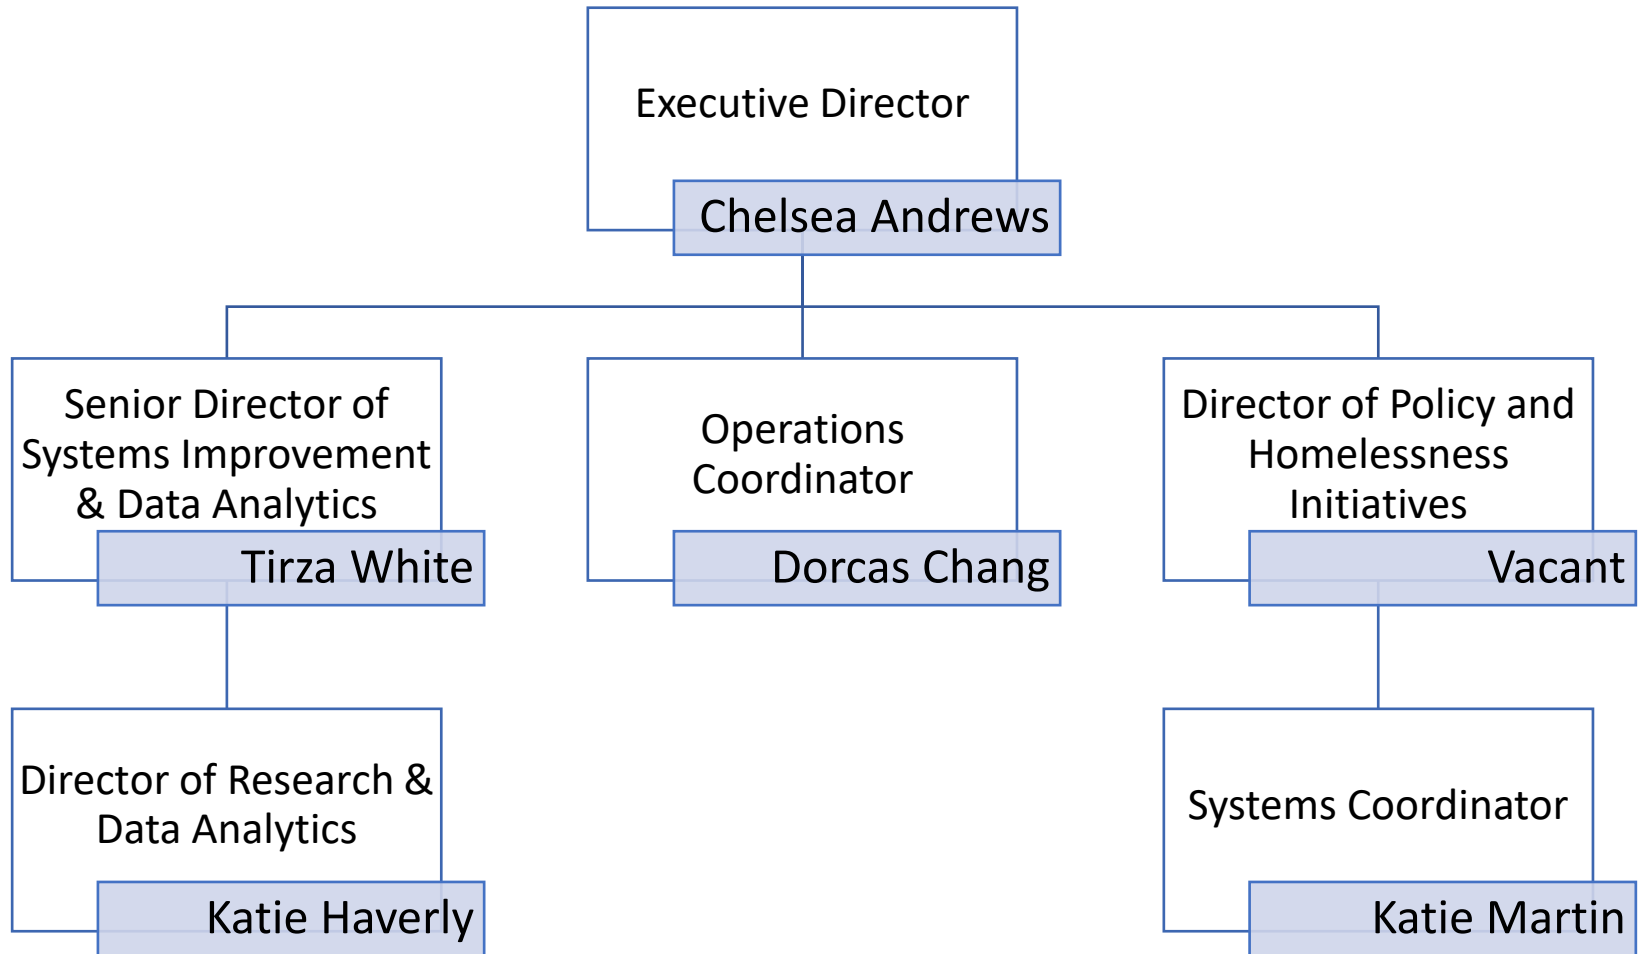 Executive Director
Chelsea Andrews
Senior Director of
Systems Improvement
& Data Analytics
Tirza White
Operations
Coordinator
Dorcas Chang
Director of Policy and
Homelessness
Initiatives
Vacant
Director of Research &
Data Analytics
Katie Haverly
Systems Coordinator
Katie Martin